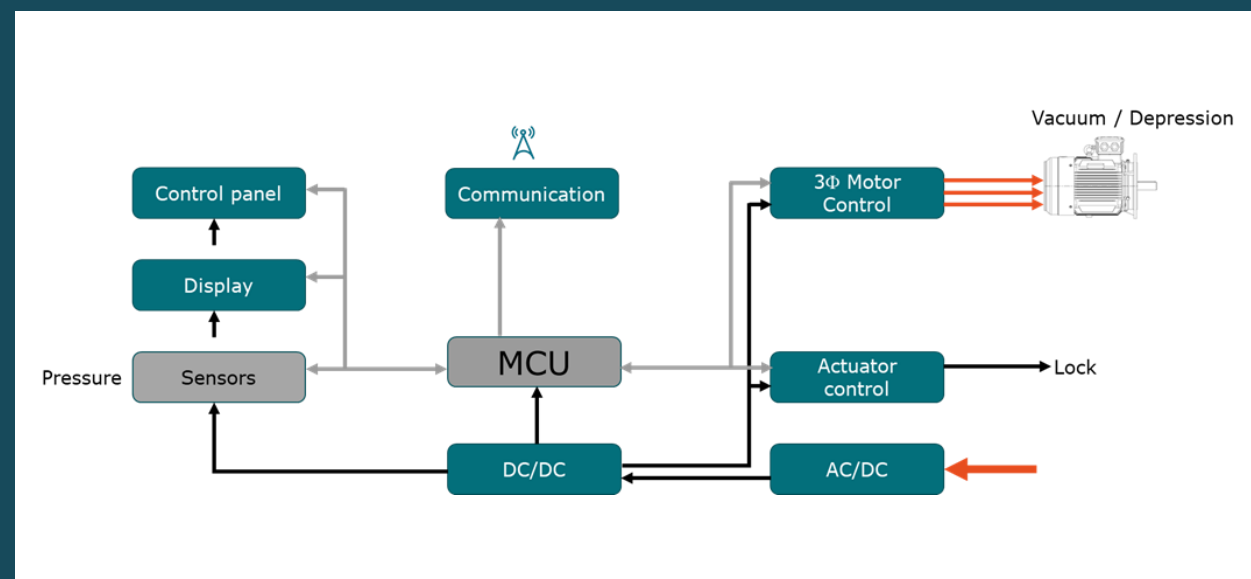 Vacuum / Depression
Control panel
Communication
3Φ Motor
Control
Display
Pressure
Sensors
MCU
Actuator
control
Lock
DC/DC
AC/DC